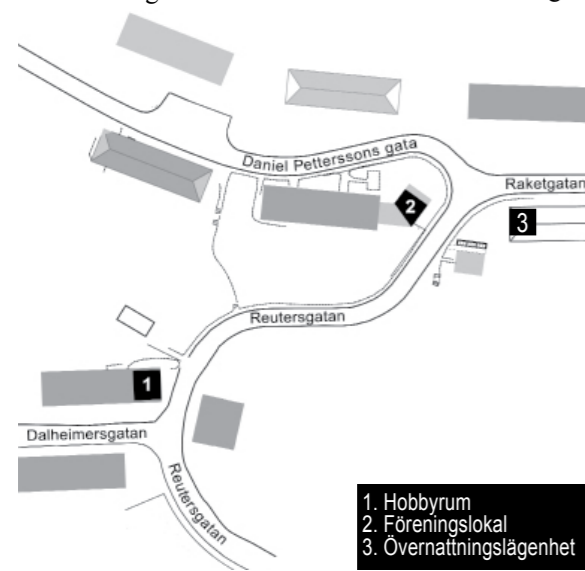 Daniel Petterssons gata
2
Raketgatan
3
Reutersgatan
1
Dalheimersgatan
Reutersgatan
1. Hobbyrum
2. Föreningslokal
3. Övernattningslägenhet